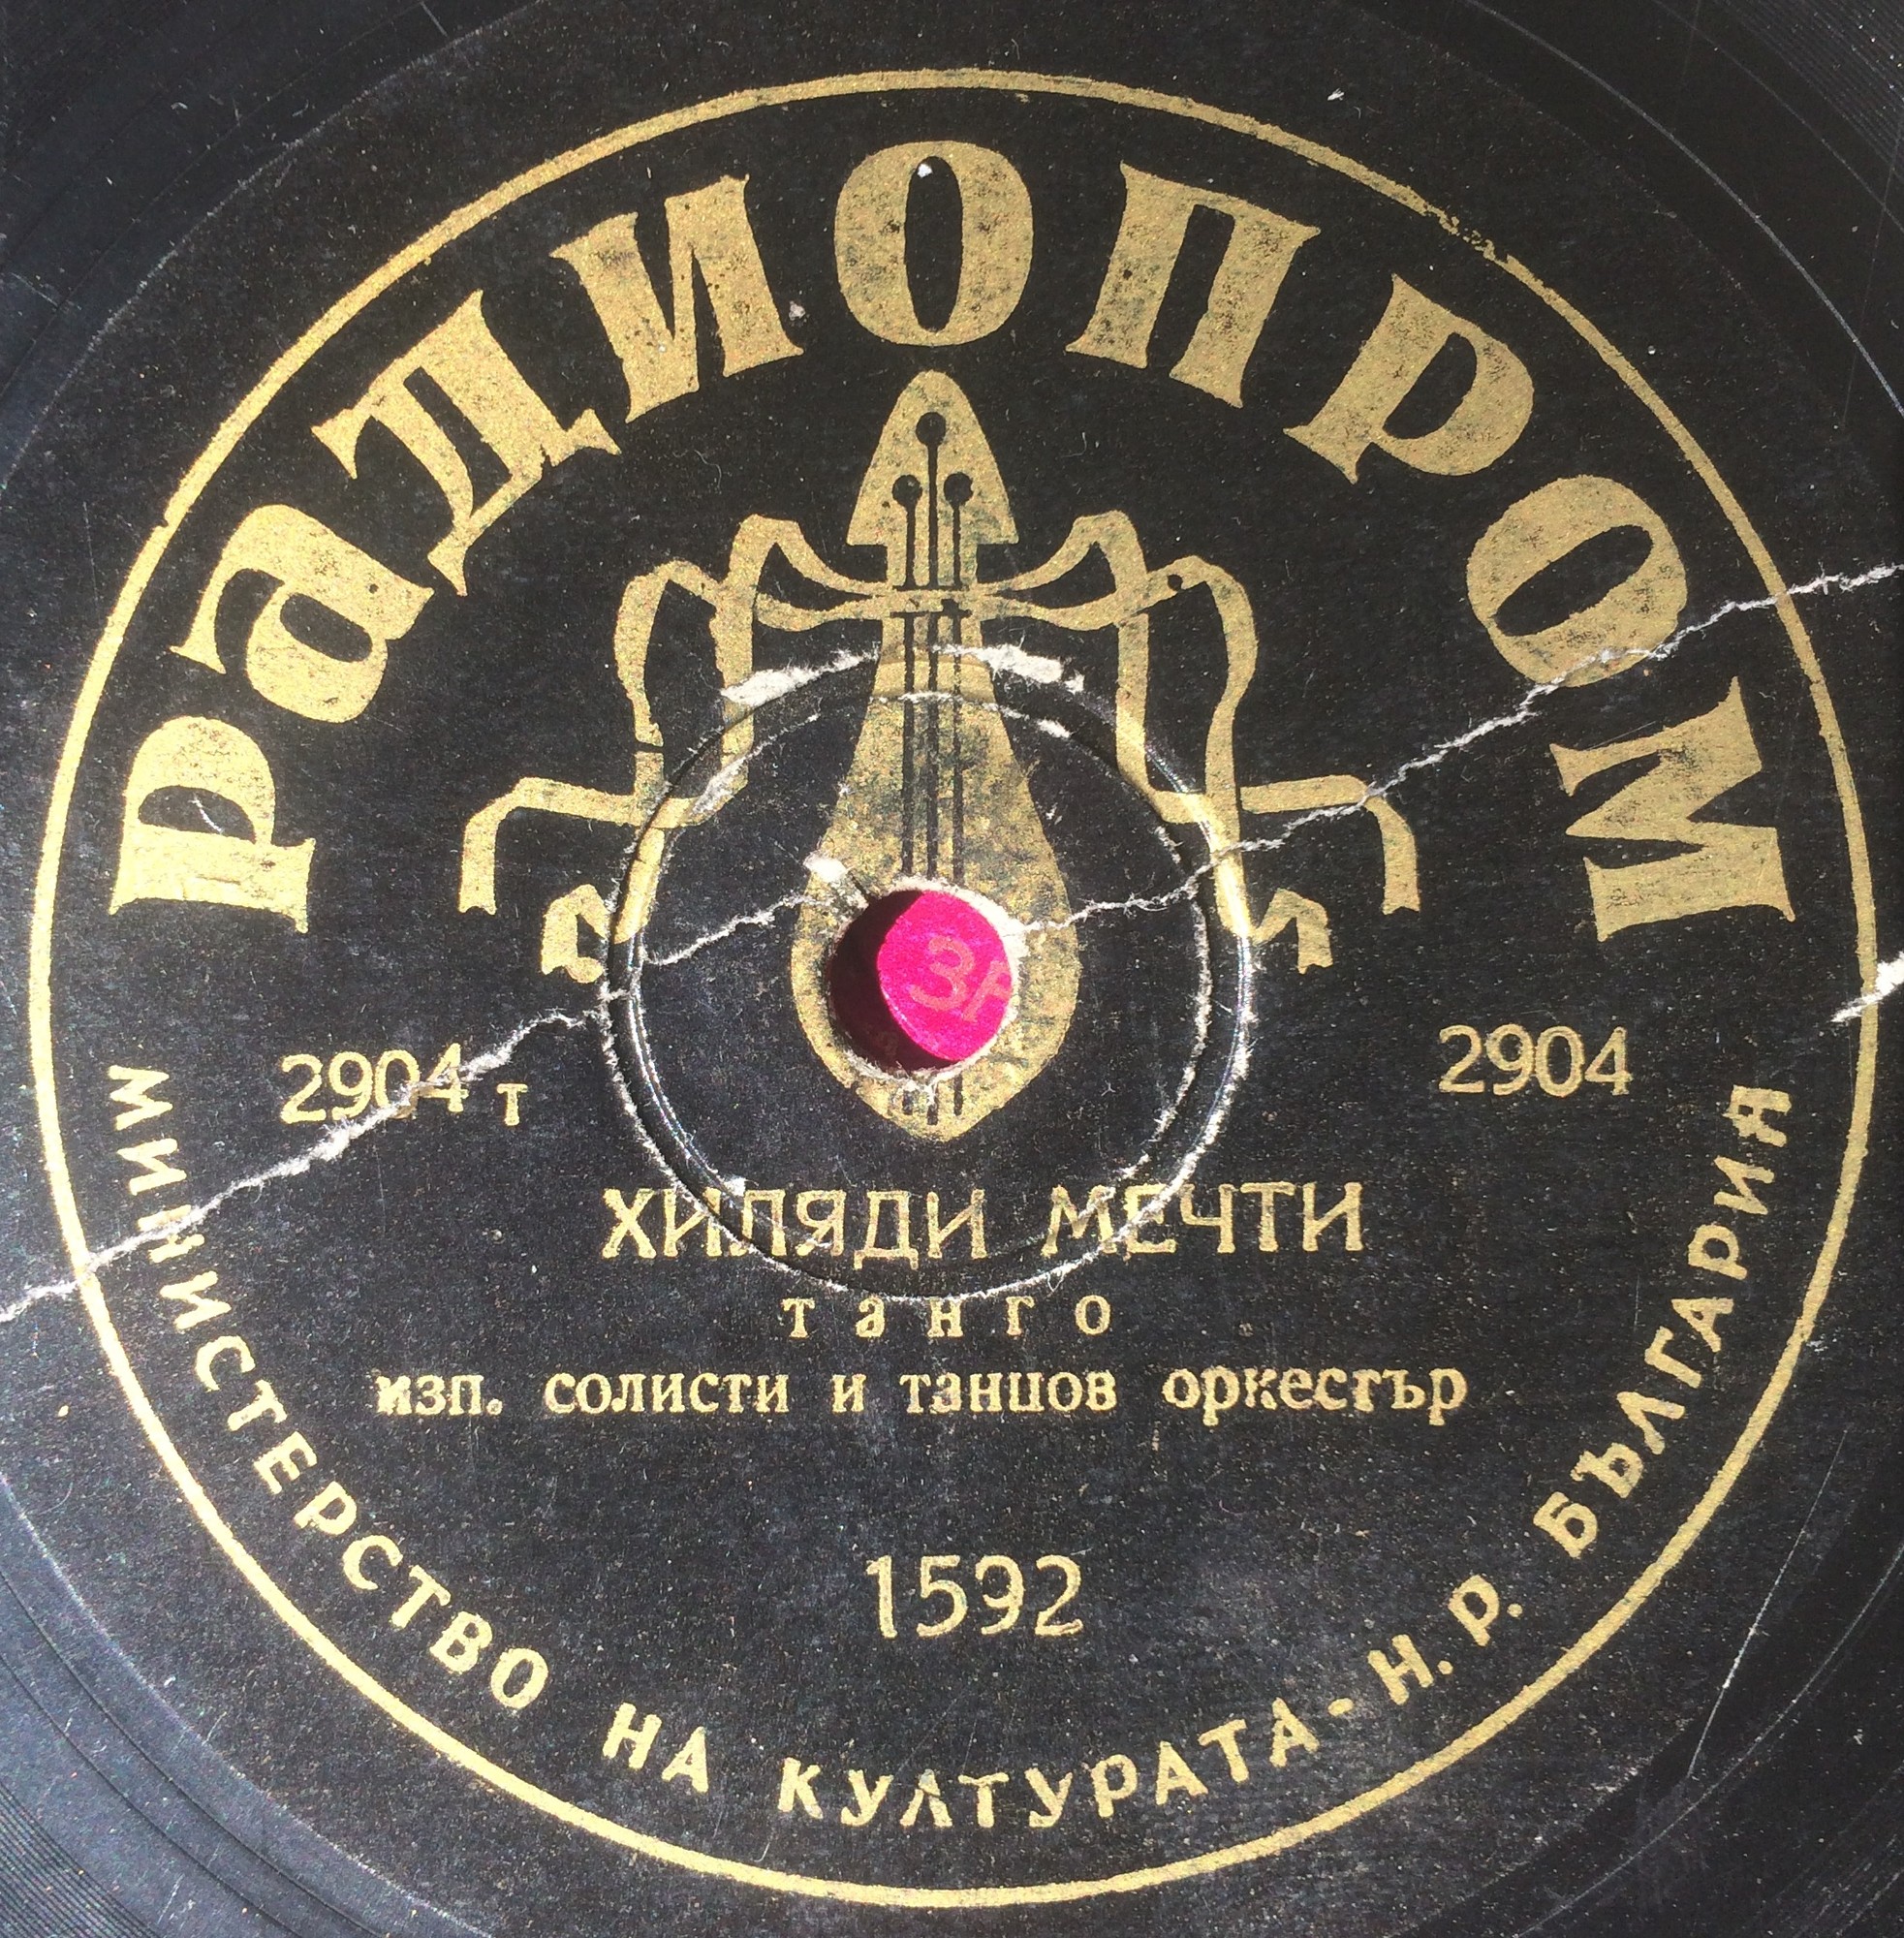 РАДИОПРОМ
2904 т
2904
ХИЛЯДИ МЕЧТИ
танго
изп. солисти и танцов оркестър
1592
МИНИСТЕРСТВО НА КУЛТУРАТА - Н. Р. БЪЛГАРИЯ